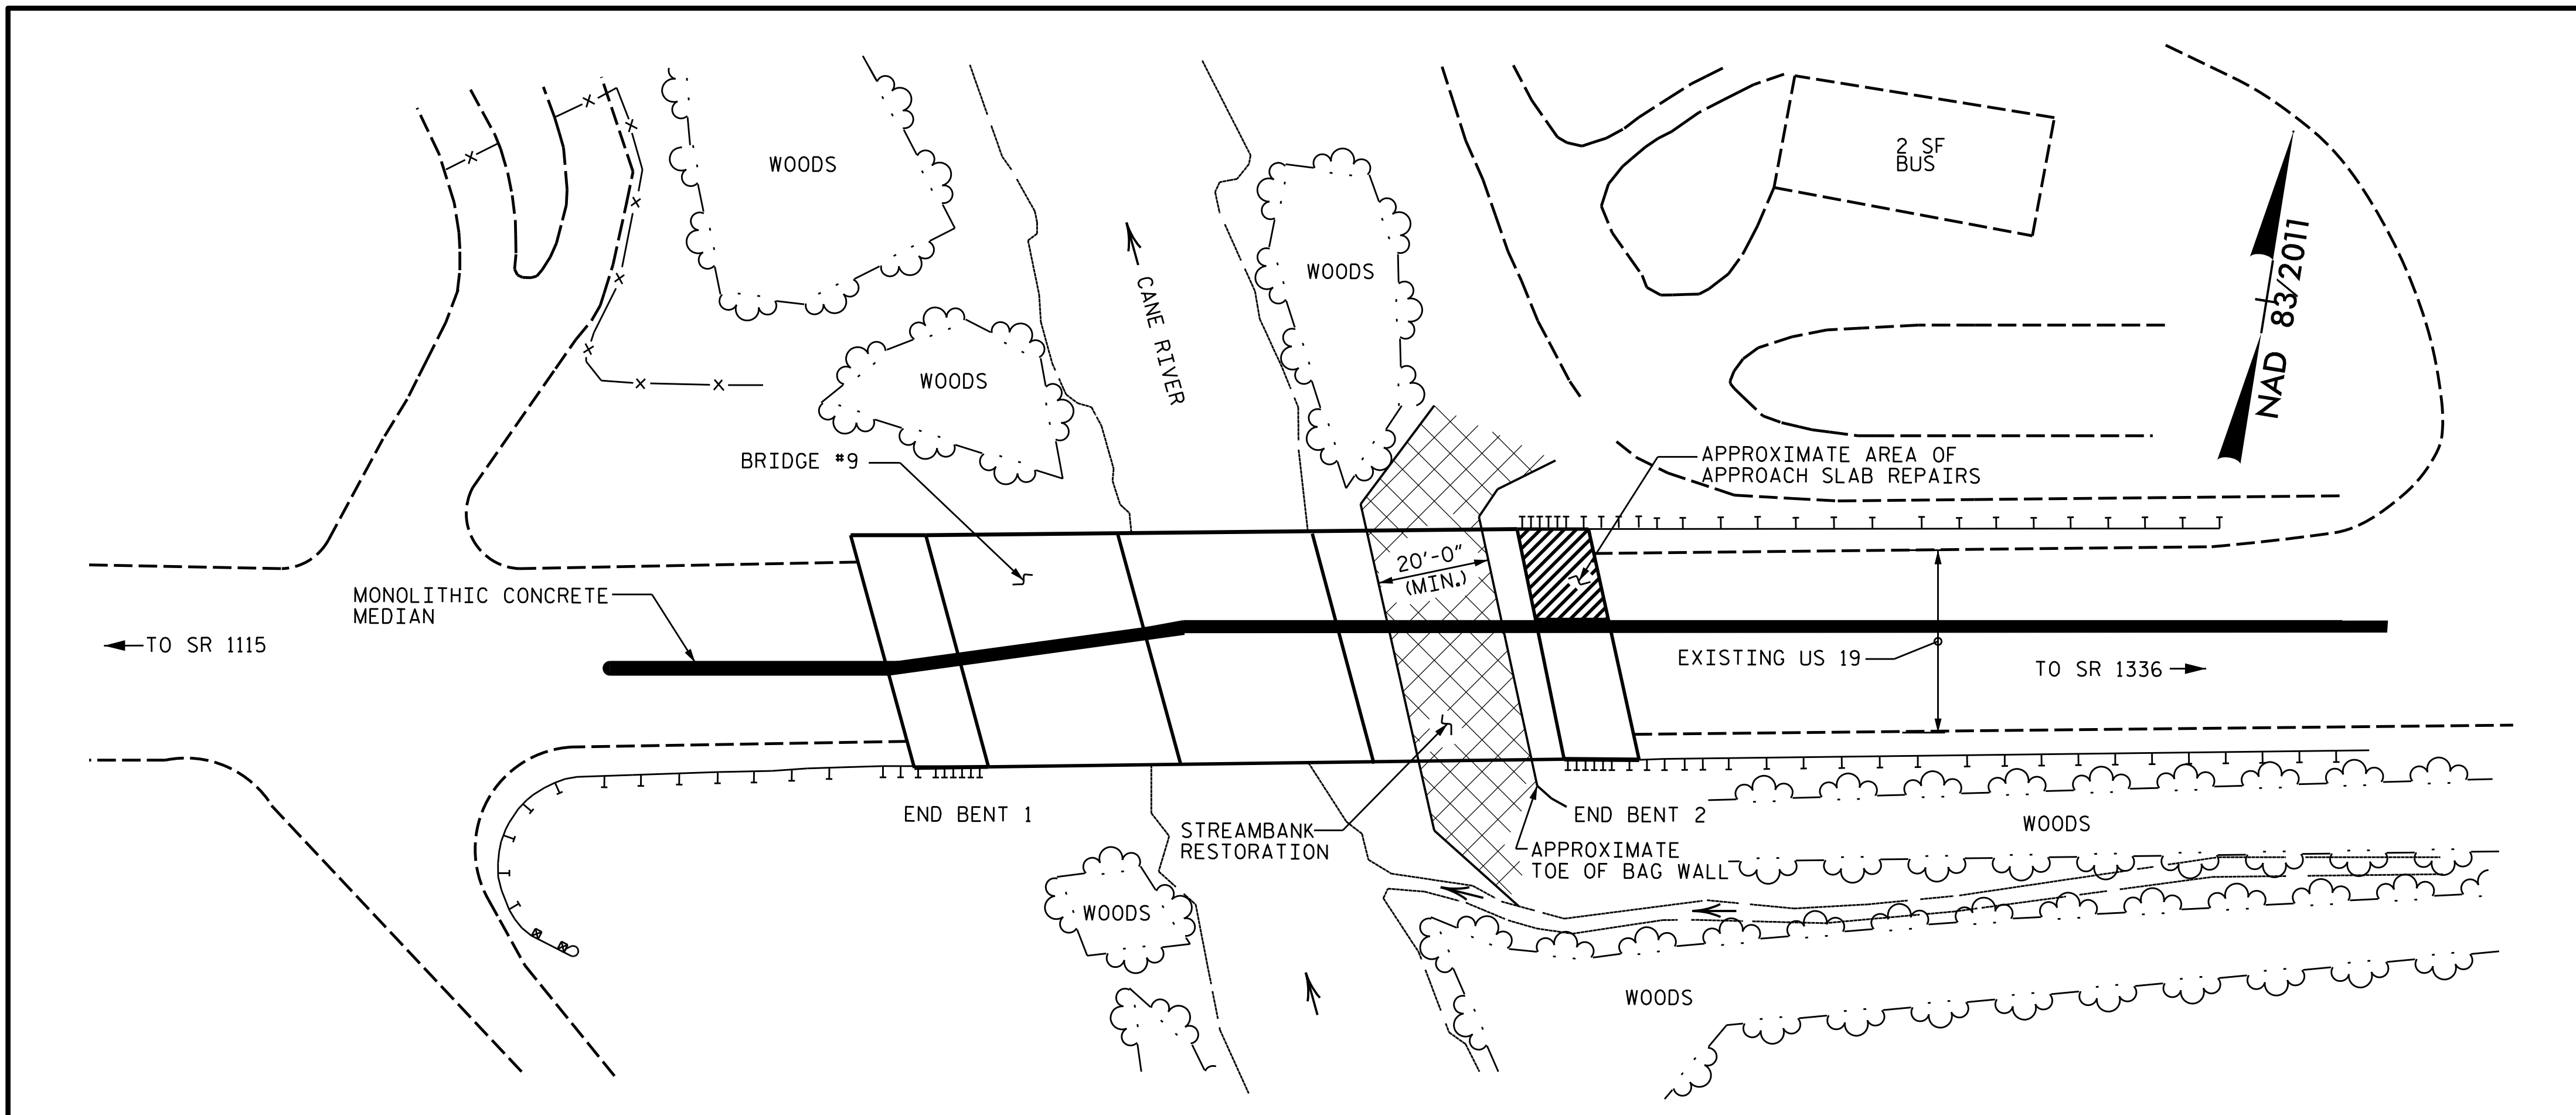 WOODS
2 SF
BUS
WOODS
CANE RIVER
NAD 83/2011
WOODS
BRIDGE #9
APPROXIMATE AREA OF
APPROACH SLAB REPAIRS
20'-0"
(MIN.)
MONOLITHIC CONCRETE
MEDIAN
TO SR 1115
EXISTING US 19
TO SR 1336
END BENT 1
STREAMBANK
RESTORATION
END BENT 2
APPROXIMATE
TOE OF BAG WALL
WOODS
WOODS
WOODS